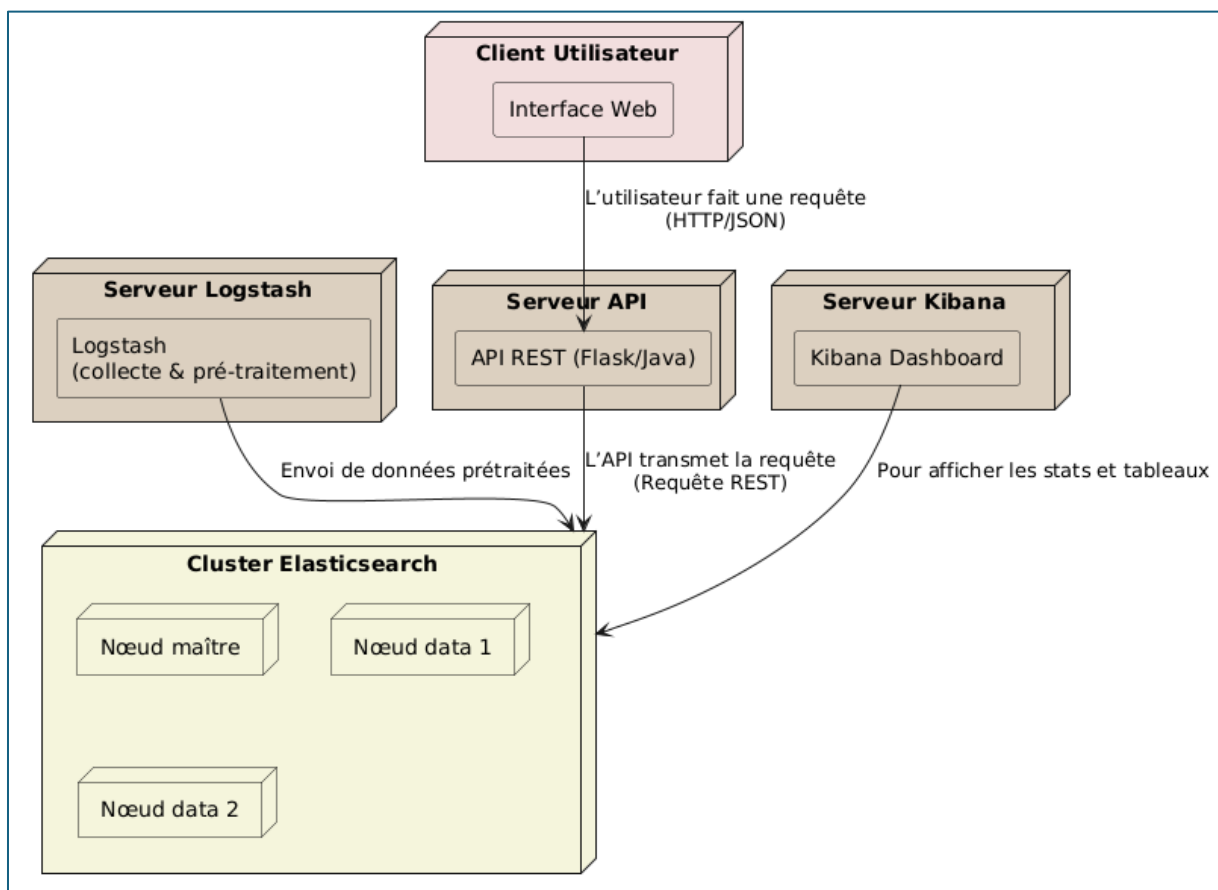 Client Utilisateur
Interface Web
L’utilisateur fait une requête
(HTTP/JSON)
Serveur Logstash
Logstash
(collecte & pré-traitement)
Serveur API
API REST (Flask/Java)
Serveur Kibana
Kibana Dashboard
Envoi de données prétraitées
L’API transmet la requête
(Requête REST)
Pour afficher les stats et tableaux
Cluster Elasticsearch
Nœud maître
Nœud data 1
Nœud data 2